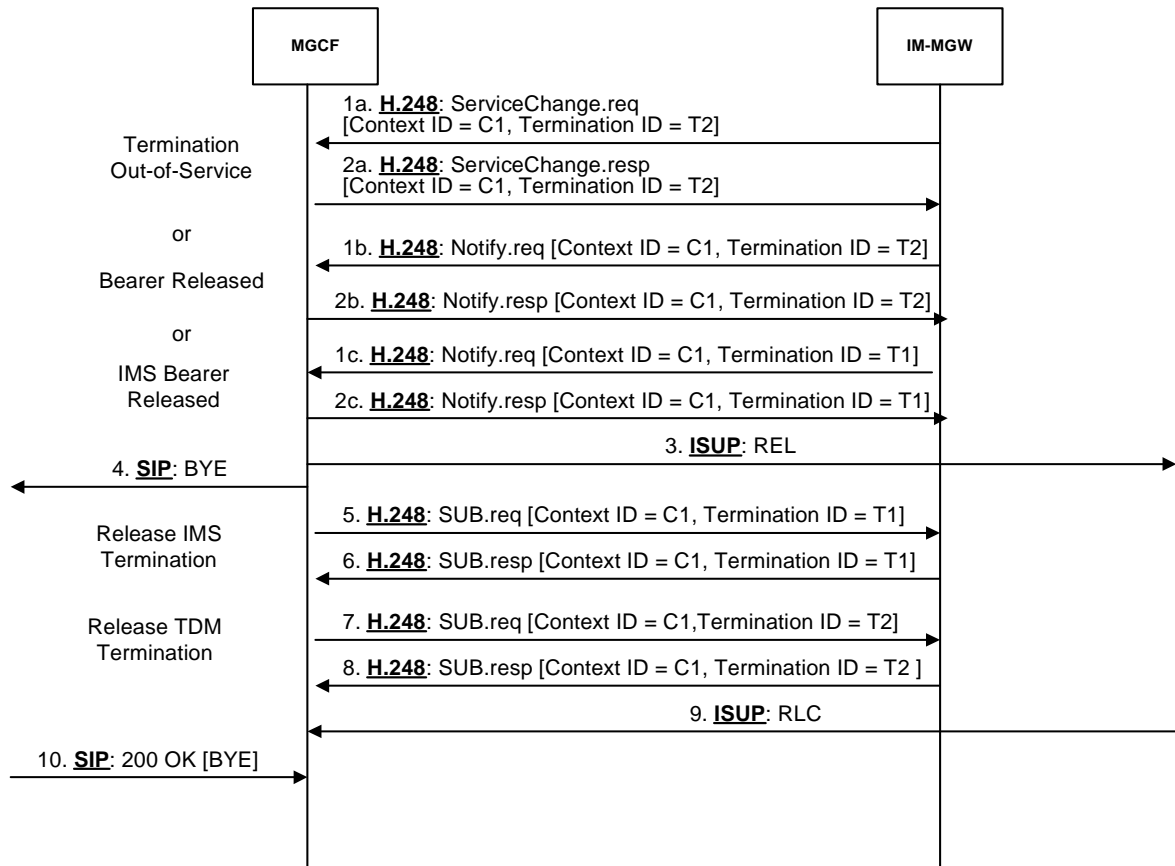 MGCF
IM-MGW
1a. H.248: ServiceChange.req
[Context ID = C1, Termination ID = T2]
Termination
Out-of-Service
2a. H.248: ServiceChange.resp
[Context ID = C1, Termination ID = T2]
or
1b. H.248: Notify.req [Context ID = C1, Termination ID = T2]
Bearer Released
2b. H.248: Notify.resp [Context ID = C1, Termination ID = T2]
or
1c. H.248: Notify.req [Context ID = C1, Termination ID = T1]
IMS Bearer
Released
2c. H.248: Notify.resp [Context ID = C1, Termination ID = T1]
3. ISUP: REL
4. SIP: BYE
5. H.248: SUB.req [Context ID = C1, Termination ID = T1]
Release IMS
Termination
6. H.248: SUB.resp [Context ID = C1, Termination ID = T1]
7. H.248: SUB.req [Context ID = C1,Termination ID = T2]
Release TDM
Termination
8. H.248: SUB.resp [Context ID = C1, Termination ID = T2 ]
9. ISUP: RLC
10. SIP: 200 OK [BYE]